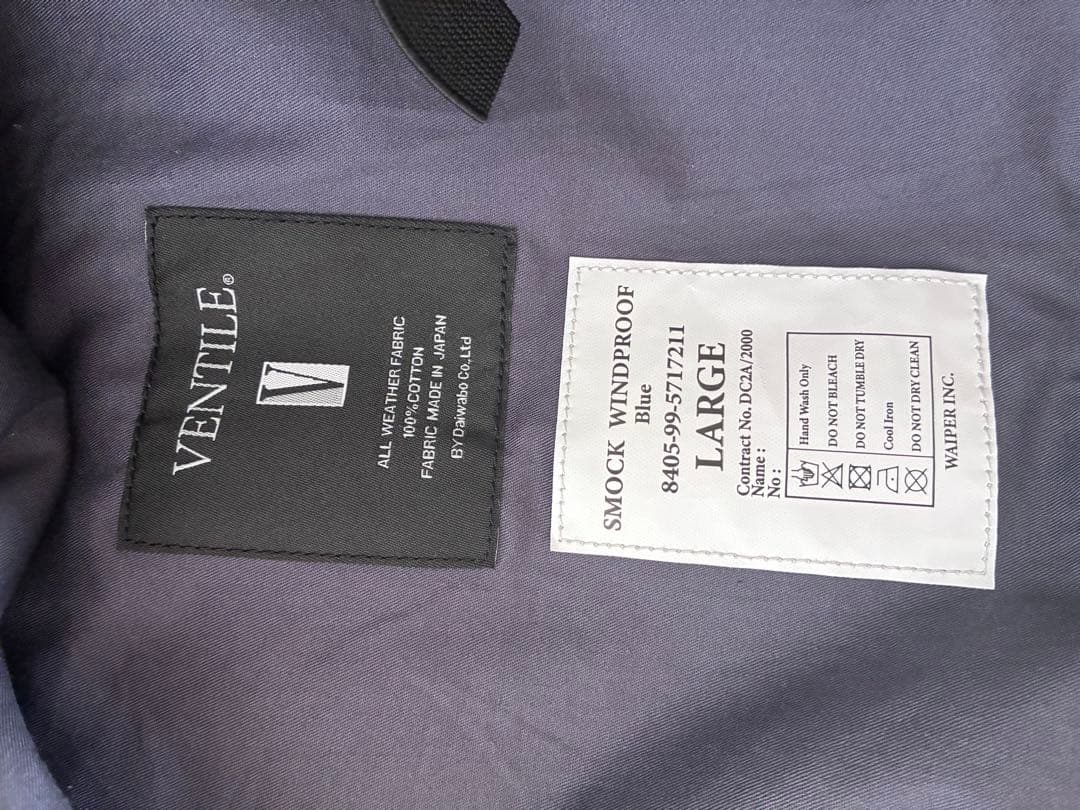 VENTILE®
V
ALL WEATHER FABRIC
100% COTTON
FABRIC MADE IN JAPAN
BY Daiwabo Co.,Ltd
SMOCK WINDPROOF
Blue
8405-99-5717211
LARGE
Contract No. DC2A/2000
Name :
No :
Hand Wash Only
DO NOT BLEACH
DO NOT TUMBLE DRY
Cool Iron
DO NOT DRY CLEAN
WAIPER INC.